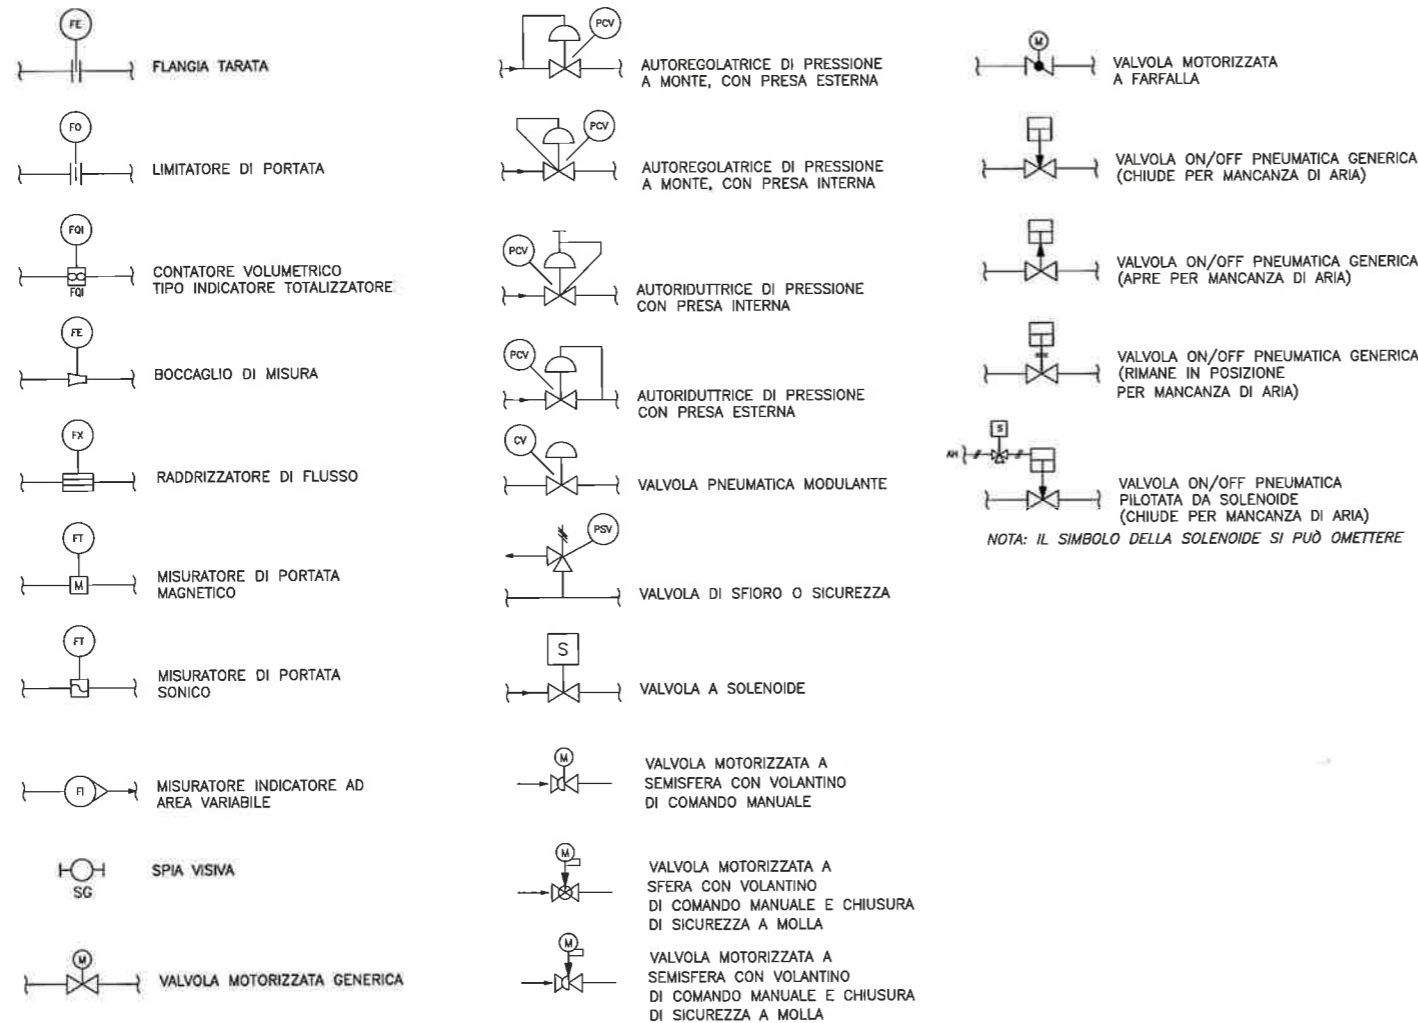 FE
FLANGIA TARATA
FO
LIMITATORE DI PORTATA
FQI
FQI
CONTATORE VOLUMETRICO
TIPO INDICATORE TOTALIZZATORE
FE
BOCCAGLIO DI MISURA
FX
RADDRIZZATORE DI FLUSSO
FT
M
MISURATORE DI PORTATA
MAGNETICO
FT
MISURATORE DI PORTATA
SONICO
FI
MISURATORE INDICATORE AD
AREA VARIABILE
SG
SPIA VISIVA
M
VALVOLA MOTORIZZATA GENERICA
PCV
AUTOREGOLATRICE DI PRESSIONE
A MONTE, CON PRESA ESTERNA
PCV
AUTOREGOLATRICE DI PRESSIONE
A MONTE, CON PRESA INTERNA
PCV
AUTORIDUTTRICE DI PRESSIONE
CON PRESA INTERNA
PCV
AUTORIDUTTRICE DI PRESSIONE
CON PRESA ESTERNA
CV
VALVOLA PNEUMATICA MODULANTE
PSV
VALVOLA DI SFIORO O SICUREZZA
S
VALVOLA A SOLENOIDE
M
VALVOLA MOTORIZZATA A
SEMISFERA CON VOLANTINO
DI COMANDO MANUALE
M
VALVOLA MOTORIZZATA A
SFERA CON VOLANTINO
DI COMANDO MANUALE E CHIUSURA
DI SICUREZZA A MOLLA
M
VALVOLA MOTORIZZATA A
SEMISFERA CON VOLANTINO
DI COMANDO MANUALE E CHIUSURA
DI SICUREZZA A MOLLA
M
VALVOLA MOTORIZZATA
A FARFALLA
VALVOLA ON/OFF PNEUMATICA GENERICA
(CHIUDE PER MANCANZA DI ARIA)
VALVOLA ON/OFF PNEUMATICA GENERICA
(APRE PER MANCANZA DI ARIA)
VALVOLA ON/OFF PNEUMATICA GENERICA
(RIMANE IN POSIZIONE
PER MANCANZA DI ARIA)
S
VALVOLA ON/OFF PNEUMATICA
PILOTATA DA SOLENOIDE
(CHIUDE PER MANCANZA DI ARIA)
NOTA: IL SIMBOLO DELLA SOLENOIDE SI PUÒ OMETTERE